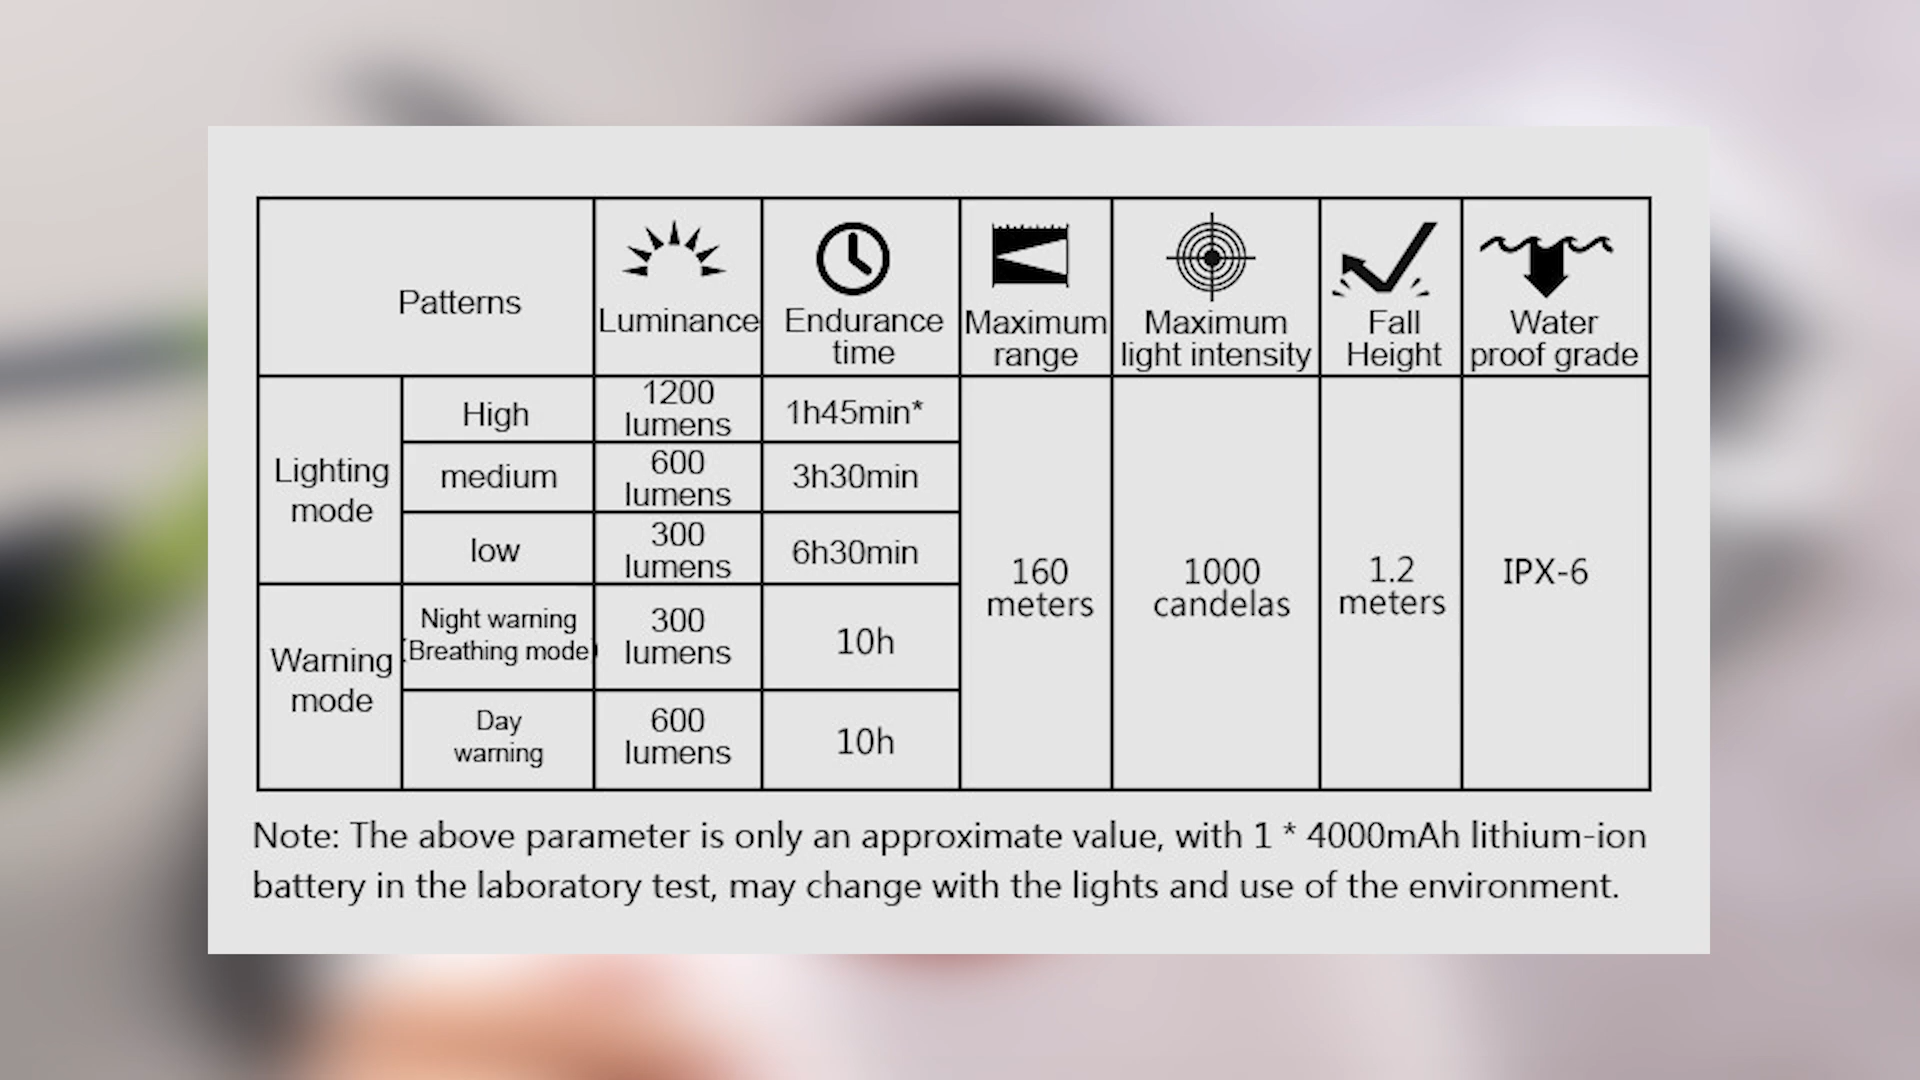 Patterns
Luminance
Endurance
time
Maximum
range
Maximum
light intensity
Fall
Height
Water
proof grade
Lighting
mode
High
1200
lumens
1h45min*
medium
600
lumens
3h30min
low
300
lumens
6h30min
Warning
mode
Night warning
(Breathing mode)
300
lumens
10h
Day
warning
600
lumens
10h
160
meters
1000
candelas
1.2
meters
IPX-6
Note: The above parameter is only an approximate value, with 1 * 4000mAh lithium-ion
battery in the laboratory test, may change with the lights and use of the environment.